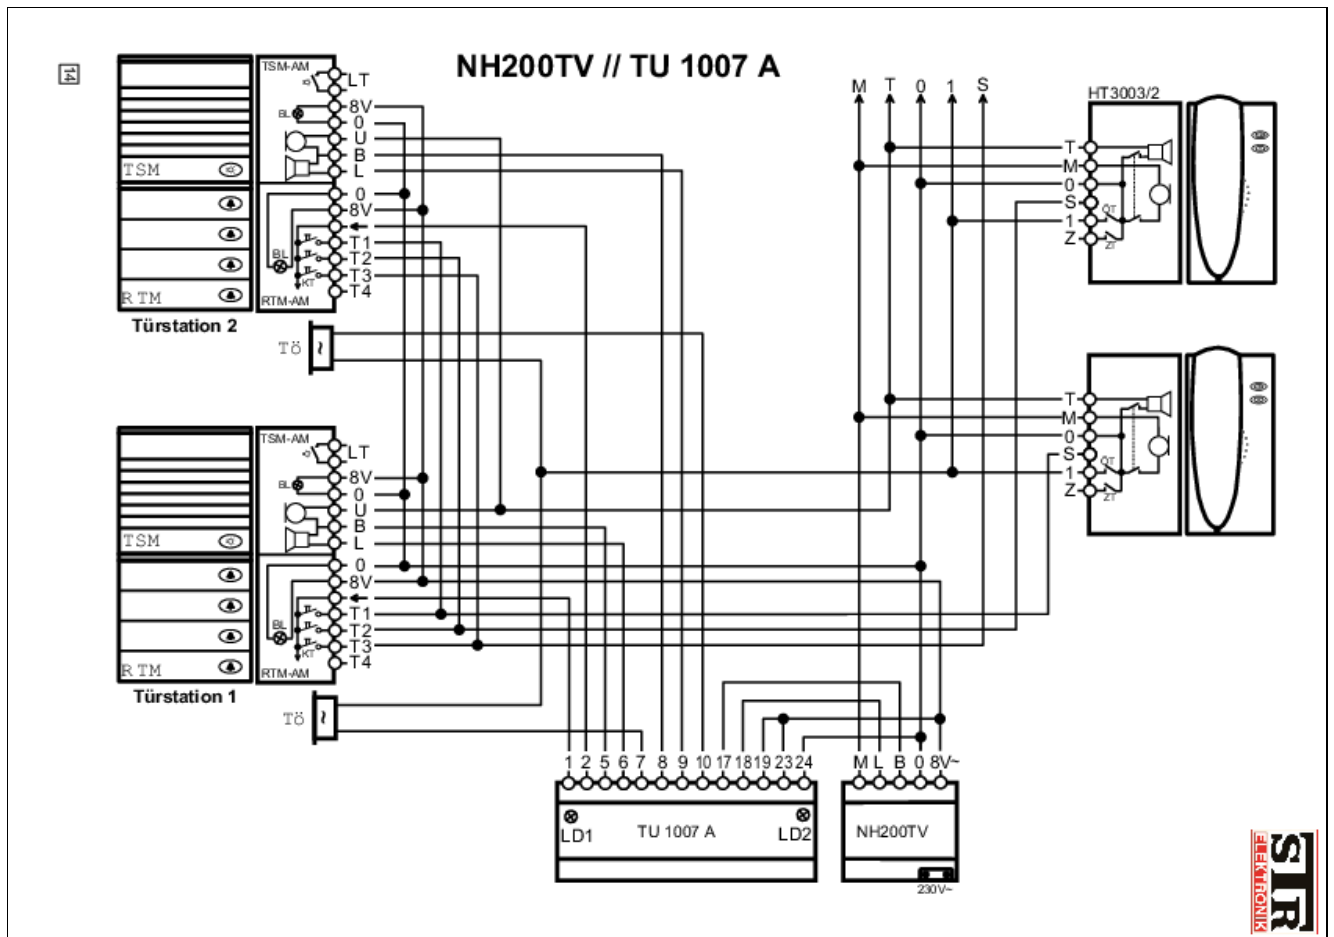 NH200TV // TU 1007 A
14
TSM-AM
LT
8V
BL
0
U
B
L
TSM
0
8V
T1
T2
BL
T3
KT
T4
RTM
RTM-AM
Türstation 2
TÖ
~
M T 0 1 S
HT3003/2
T
M
0
S
ÖT
1
Z
ZT
T
M
0
S
ÖT
1
Z
ZT
TSM-AM
LT
8V
BL
0
U
B
L
TSM
0
8V
T1
T2
BL
T3
KT
T4
RTM
RTM-AM
Türstation 1
TÖ
~
1 2 5 6 7 8 9 10 17 18 19 23 24
M L B 0 8V~
LD1
TU 1007 A
LD2
NH200TV
230V~
STR
ELEKTRONIK